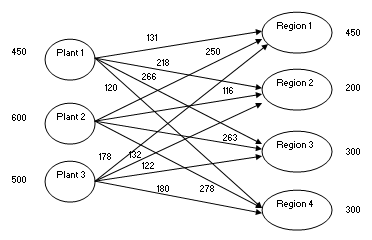 131
Region 1
450
450
Plant 1
250
218
266
Region 2
200
120
116
600
Plant 2
263
Region 3
300
178
132
122
500
Plant 3
180
278
Region 4
300